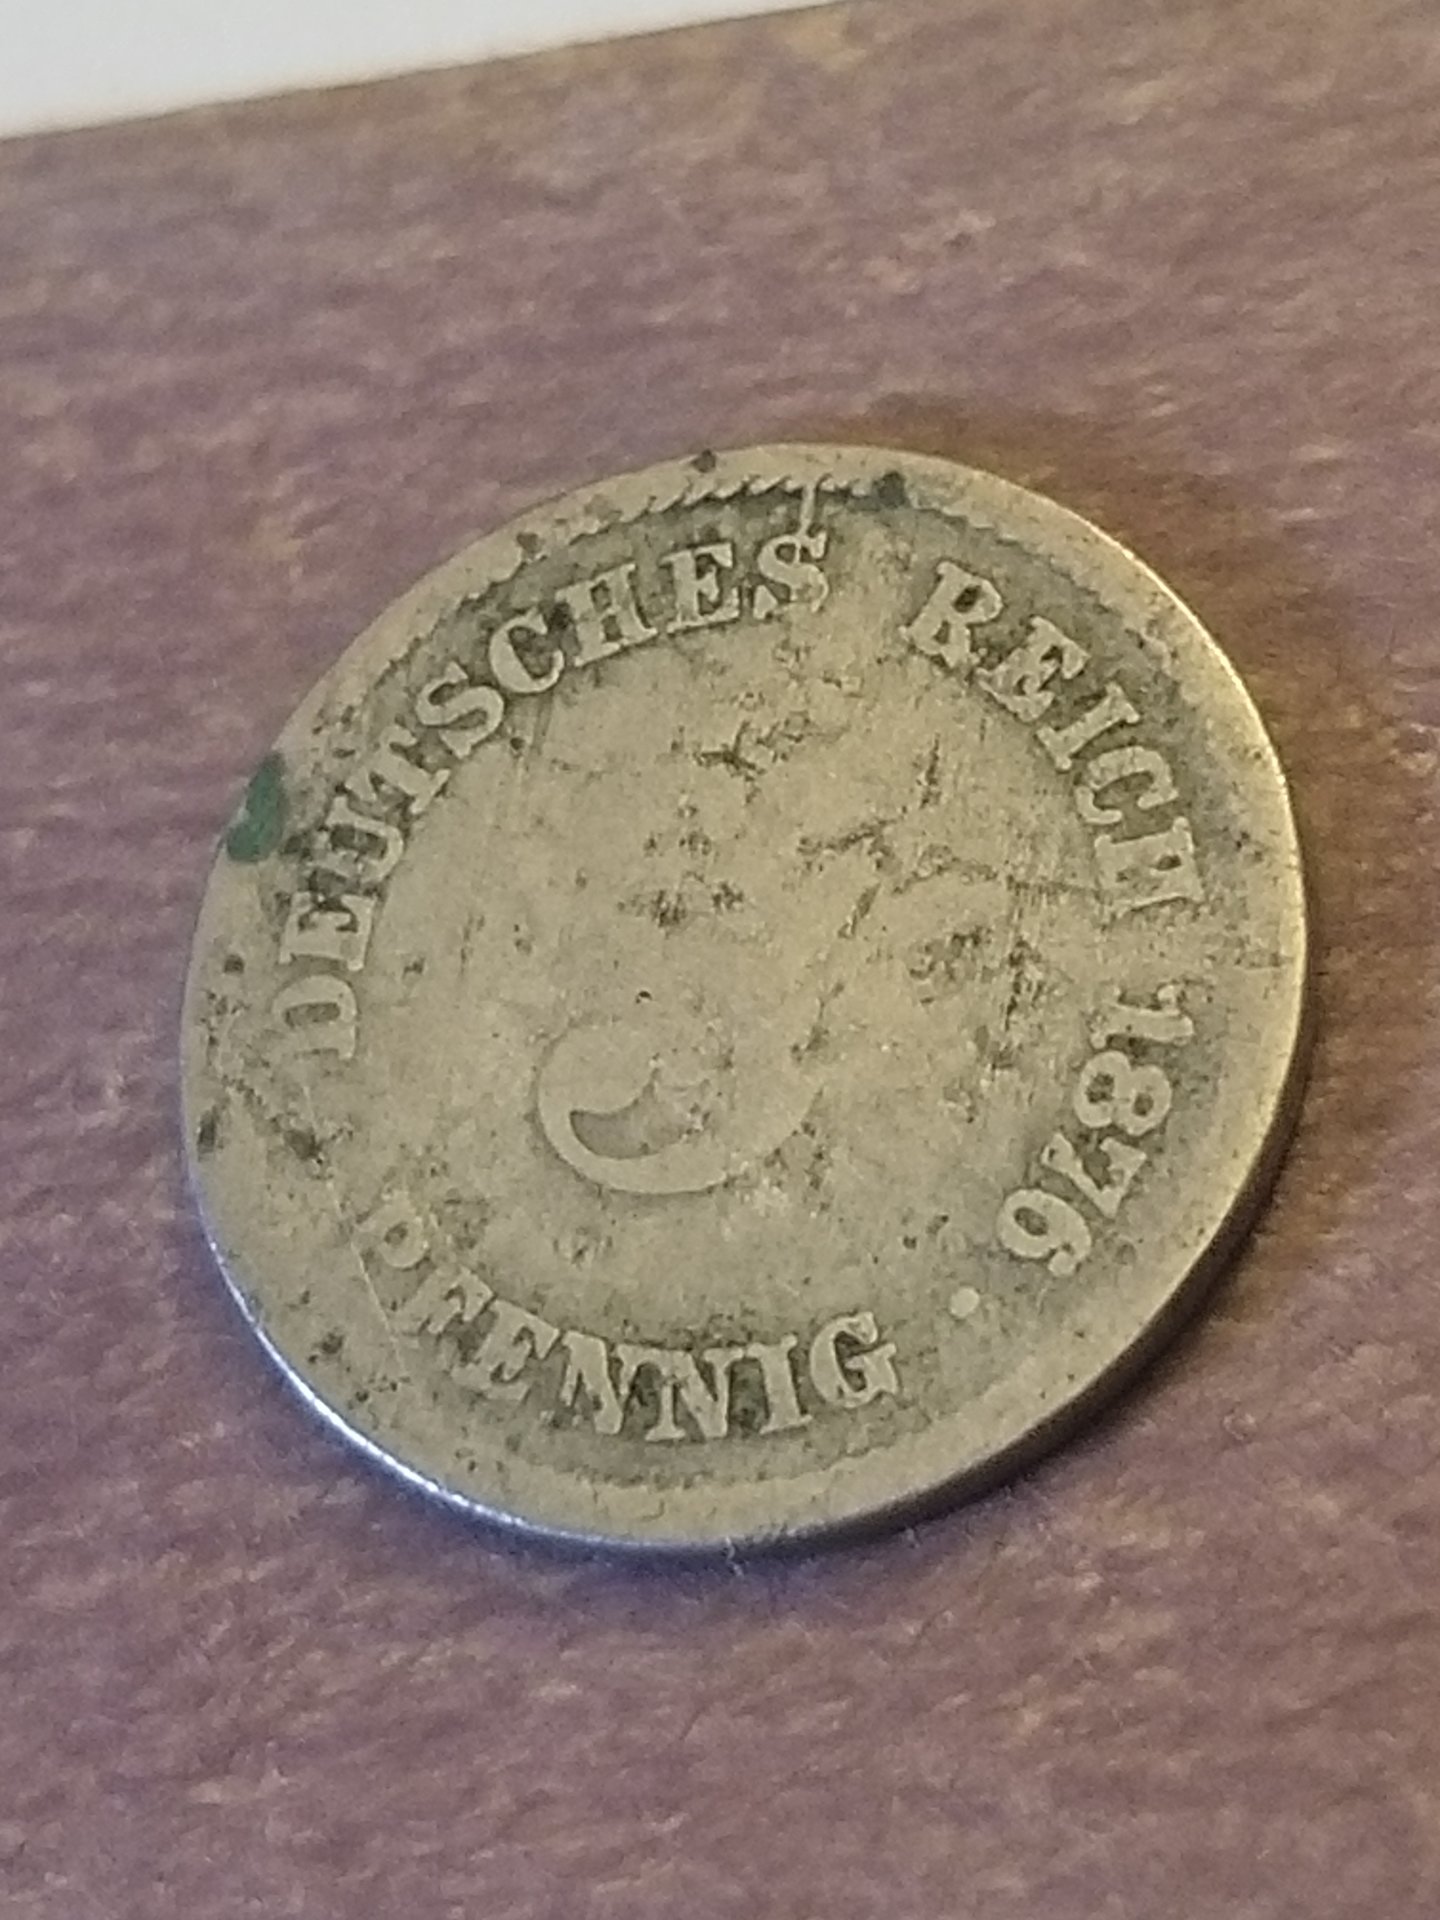 DEUTSCHES REICH 1876 •
5
PFENNIG